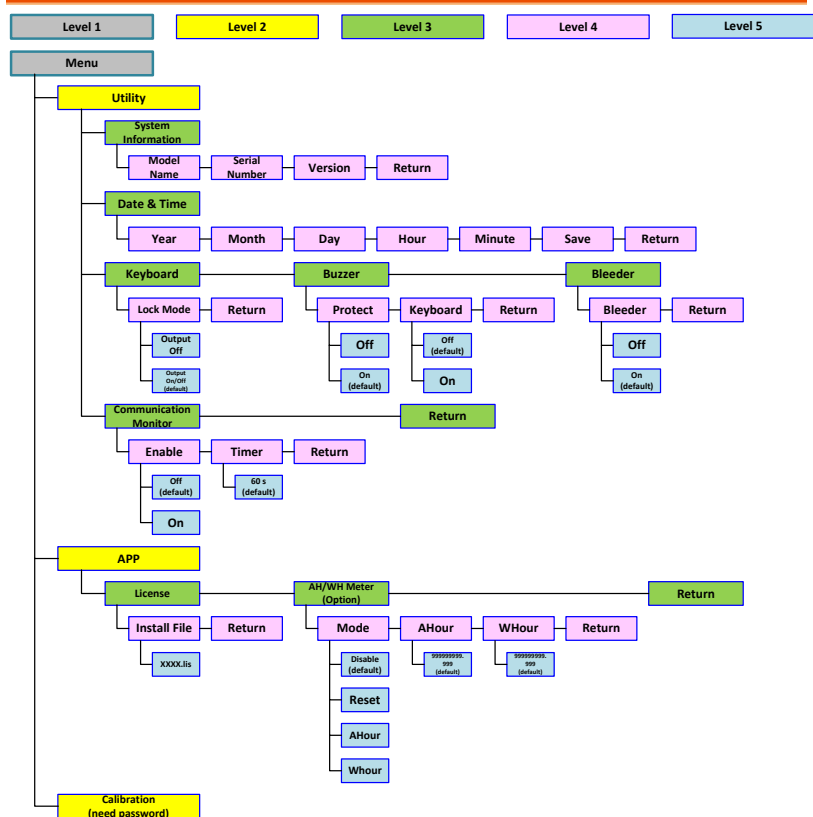 Level 1
Level 2
Level 3
Level 4
Level 5
Menu
Utility
System
Information
Model
Name
Serial
Number
Version
Return
Date & Time
Year
Month
Day
Hour
Minute
Save
Return
Keyboard
Buzzer
Bleeder
Lock Mode
Return
Protect
Keyboard
Return
Bleeder
Return
Output
Off
Off
Off
(default)
Off
Output
On/Off
(default)
On
(default)
On
On
(default)
Communication
Monitor
Return
Enable
Timer
Return
Off
(default)
60 s
(default)
On
APP
License
AH/WH Meter
(Option)
Return
Install File
Return
Mode
AHour
WHour
Return
XXXX.lis
Disable
(default)
999999999.
999
(default)
999999999.
999
(default)
Reset
AHour
Whour
Calibration
(need password)